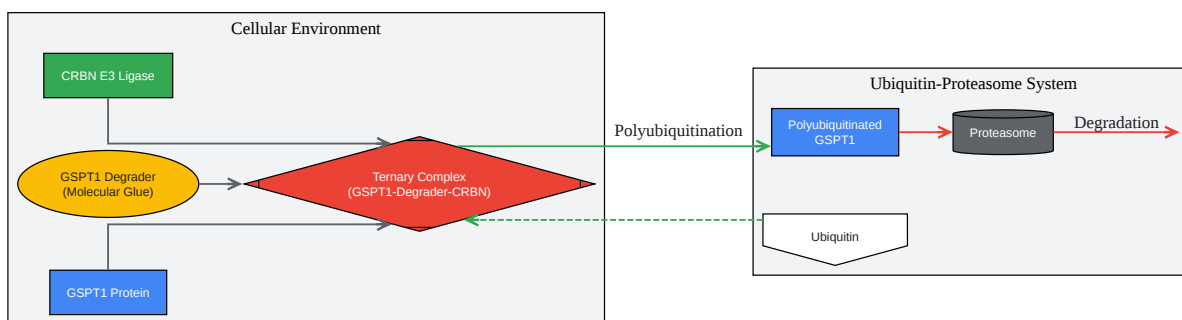 Cellular Environment
CRBN E3 Ligase
GSPT1 Degrader
(Molecular Glue)
GSPT1 Protein
Ternary Complex
(GSPT1-Degrader-CRBN)
Polyubiquitination
Ubiquitin-Proteasome System
Polyubiquitinated
GSPT1
Proteasome
Degradation
Ubiquitin